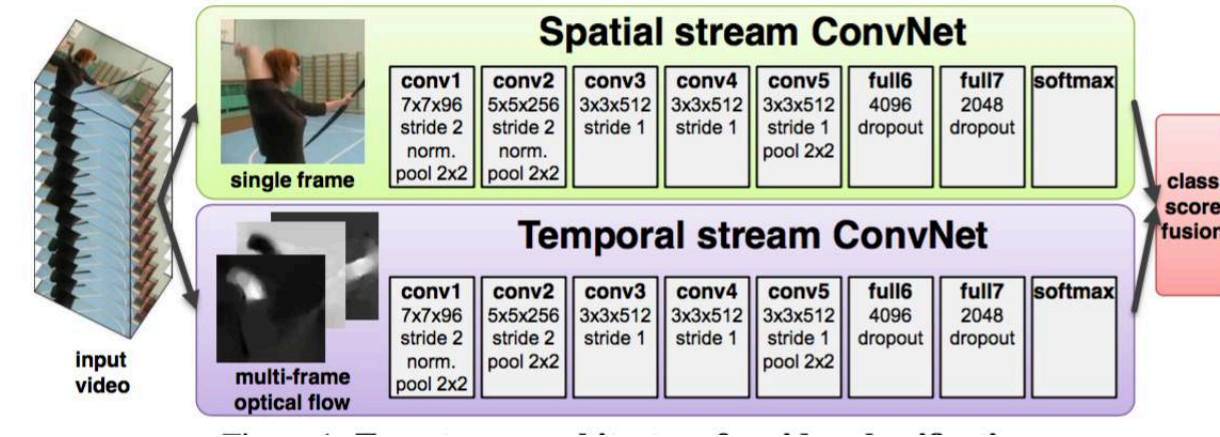 Spatial stream ConvNet
single frame
conv1
7x7x96
stride 2
norm.
pool 2x2
conv2
5x5x256
stride 2
norm.
pool 2x2
conv3
3x3x512
stride 1
conv4
3x3x512
stride 1
conv5
3x3x512
stride 1
pool 2x2
full6
4096
dropout
full7
2048
dropout
softmax
input
video
Temporal stream ConvNet
multi-frame
optical flow
conv1
7x7x96
stride 2
norm.
pool 2x2
conv2
5x5x256
stride 2
pool 2x2
conv3
3x3x512
stride 1
conv4
3x3x512
stride 1
conv5
3x3x512
stride 1
pool 2x2
full6
4096
dropout
full7
2048
dropout
softmax
class
score
fusion